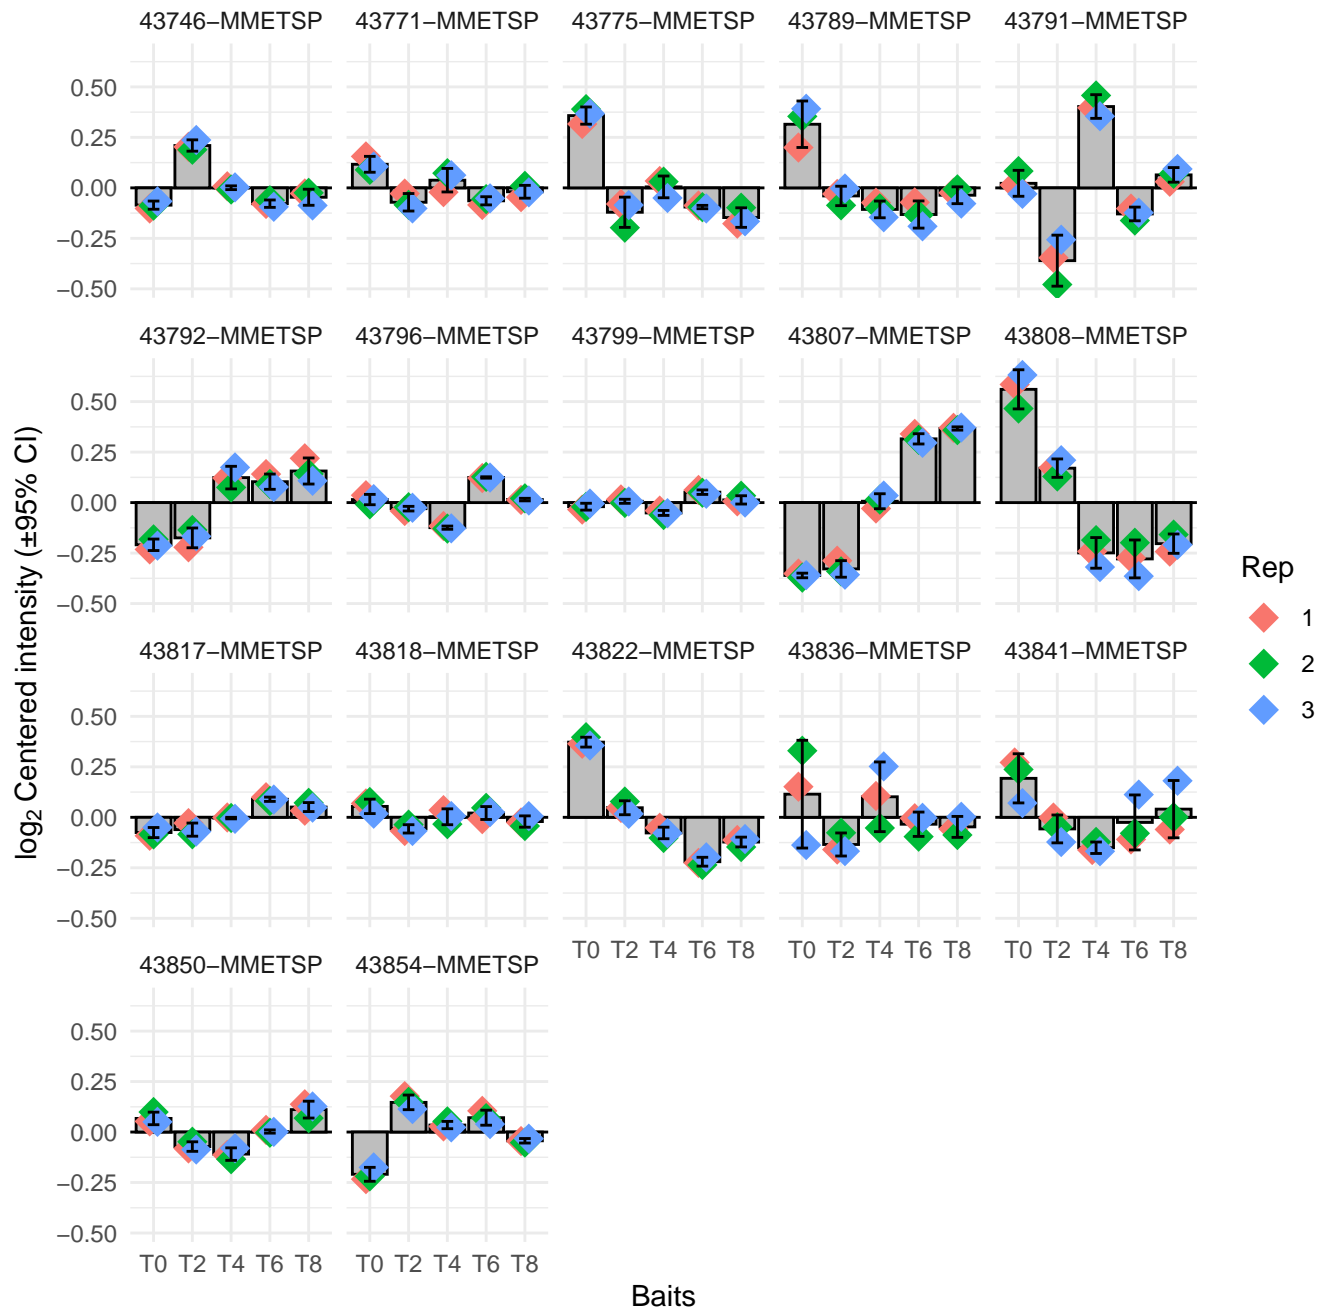 43746−MMETSP 43771−MMETSP 43775−MMETSP 43789−MMETSP 43791−MMETSP
0.50
0.25
0.00
−0.25
−0.50
43792−MMETSP 43796−MMETSP 43799−MMETSP 43807−MMETSP 43808−MMETSP
0.50
0.25
0.00
−0.25
−0.50
43817−MMETSP 43818−MMETSP 43822−MMETSP 43836−MMETSP 43841−MMETSP
0.50
0.25
0.00
−0.25
−0.50
T0 T2 T4 T6 T8 T0 T2 T4 T6 T8 T0 T2 T4 T6 T8
43850−MMETSP 43854−MMETSP
0.50
0.25
0.00
−0.25
−0.50
T0 T2 T4 T6 T8 T0 T2 T4 T6 T8
Baits
log₂ Centered intensity (±95% CI)
Rep
1
2
3